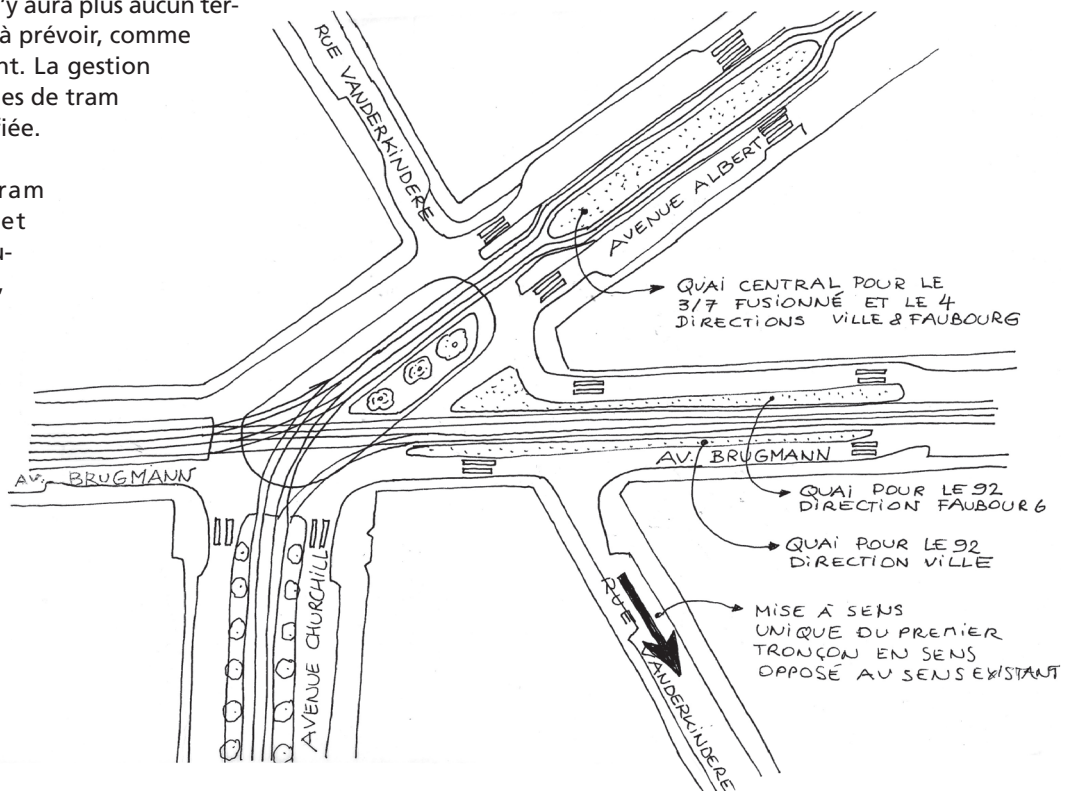 'y aura plus aucun ter-
à prévoir, comme
nt. La gestion
es de tram
fiée.
ram
et
u-
,
RUE VANDERKINDERE
AVENUE ALBERT
QUAI CENTRAL POUR LE
3/7 FUSIONNÉ ET LE 4
DIRECTIONS VILLE & FAUBOURG
AV. BRUGMANN
AV. BRUGMANN
QUAI POUR LE 92
DIRECTION FAUBOURG
QUAI POUR LE 92
DIRECTION VILLE
AVENUE CHURCHILL
RUE VANDERKINDERE
MISE À SENS
UNIQUE DU PREMIER
TRONÇON EN SENS
OPPOSÉ AU SENS EXISTANT